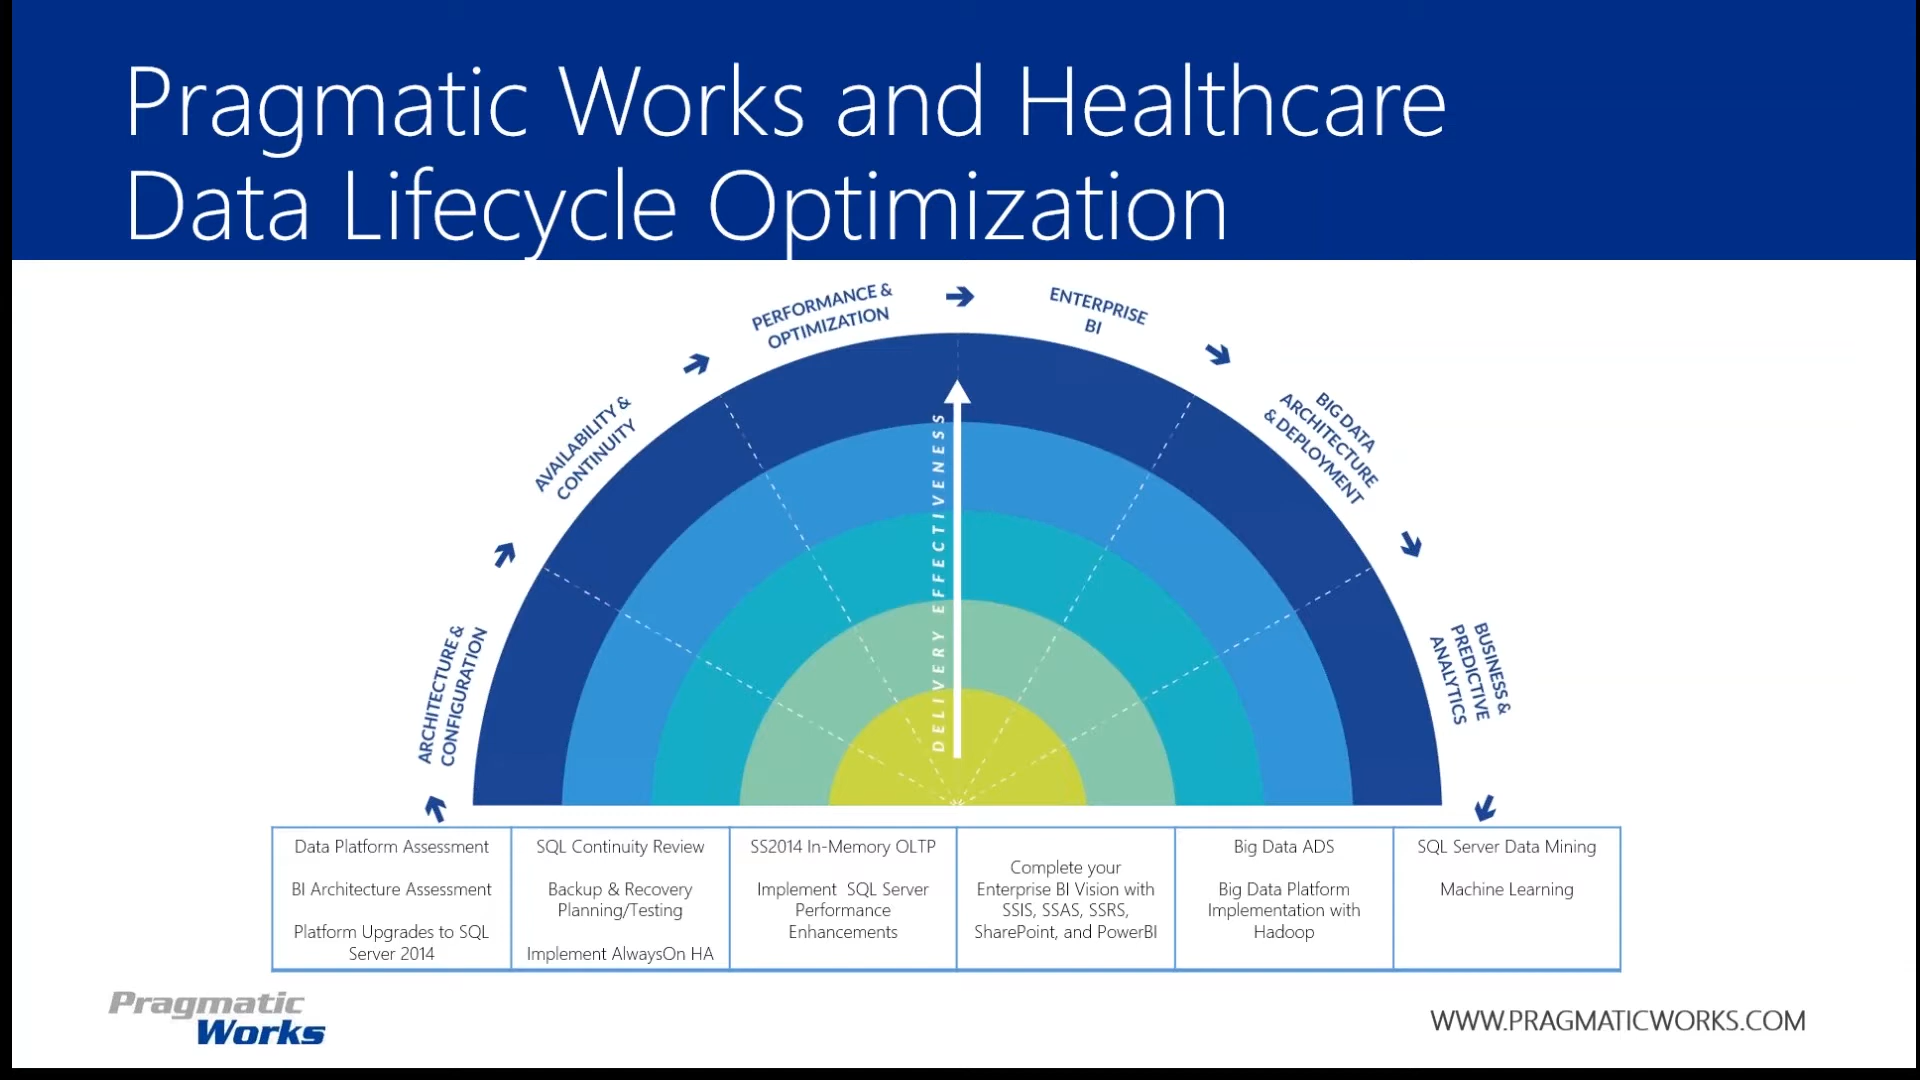 Pragmatic Works and Healthcare
Data Lifecycle Optimization
ARCHITECTURE &
CONFIGURATION
AVAILABILITY &
CONTINUITY
PERFORMANCE &
OPTIMIZATION
ENTERPRISE
BI
BIG DATA
ARCHITECTURE
& DEPLOYMENT
BUSINESS &
PREDICTIVE
ANALYTICS
DELIVERY EFFECTIVENESS
Data Platform Assessment
BI Architecture Assessment
Platform Upgrades to SQL
Server 2014
SQL Continuity Review
Backup & Recovery
Planning/Testing
Implement AlwaysOn HA
SS2014 In-Memory OLTP
Implement  SQL Server
Performance
Enhancements
Complete your
Enterprise BI Vision with
SSIS, SSAS, SSRS,
SharePoint, and PowerBI
Big Data ADS
Big Data Platform
Implementation with
Hadoop
SQL Server Data Mining
Machine Learning
Pragmatic
Works
WWW.PRAGMATICWORKS.COM